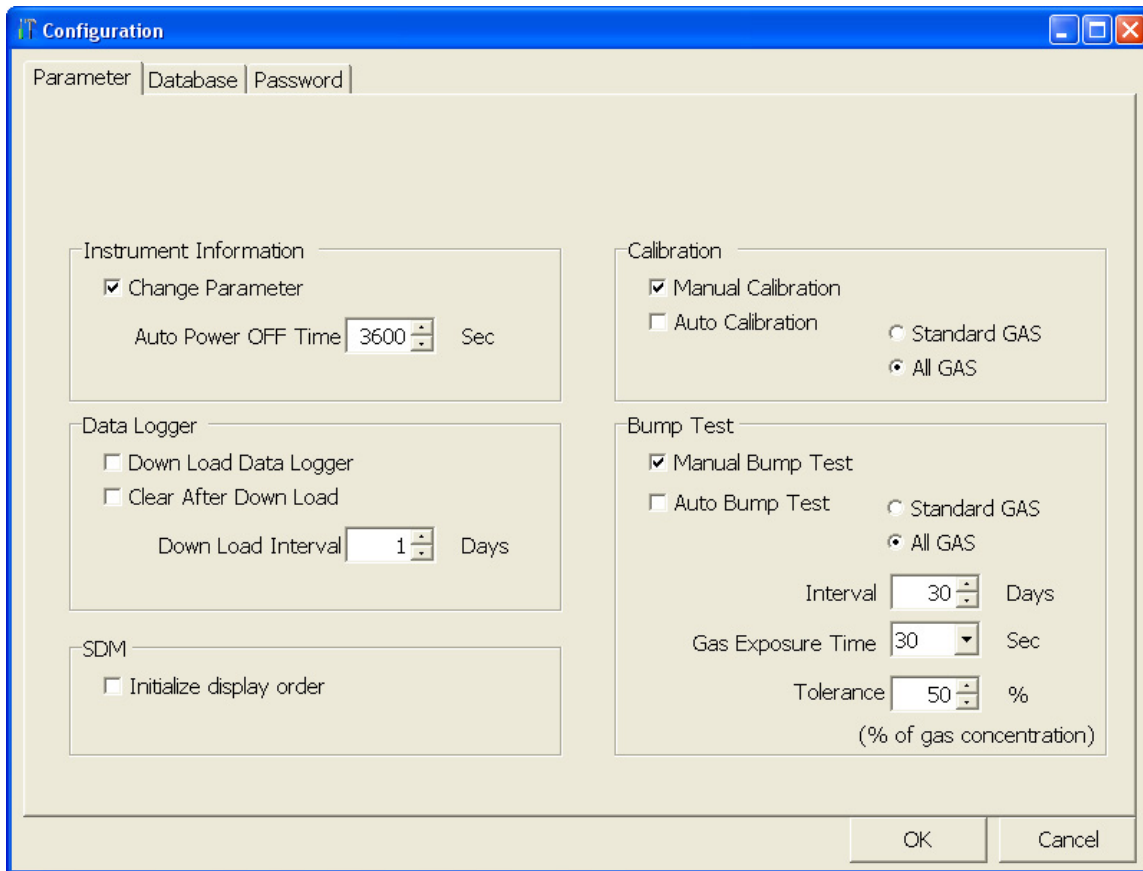 Configuration
Parameter Database Password
Instrument Information
Change Parameter
Auto Power OFF Time 3600 Sec
Data Logger
Down Load Data Logger
Clear After Down Load
Down Load Interval 1 Days
SDM
Initialize display order
Calibration
Manual Calibration
Auto Calibration
Standard GAS
All GAS
Bump Test
Manual Bump Test
Auto Bump Test
Standard GAS
All GAS
Interval 30 Days
Gas Exposure Time 30 Sec
Tolerance 50 %
(% of gas concentration)
OK Cancel